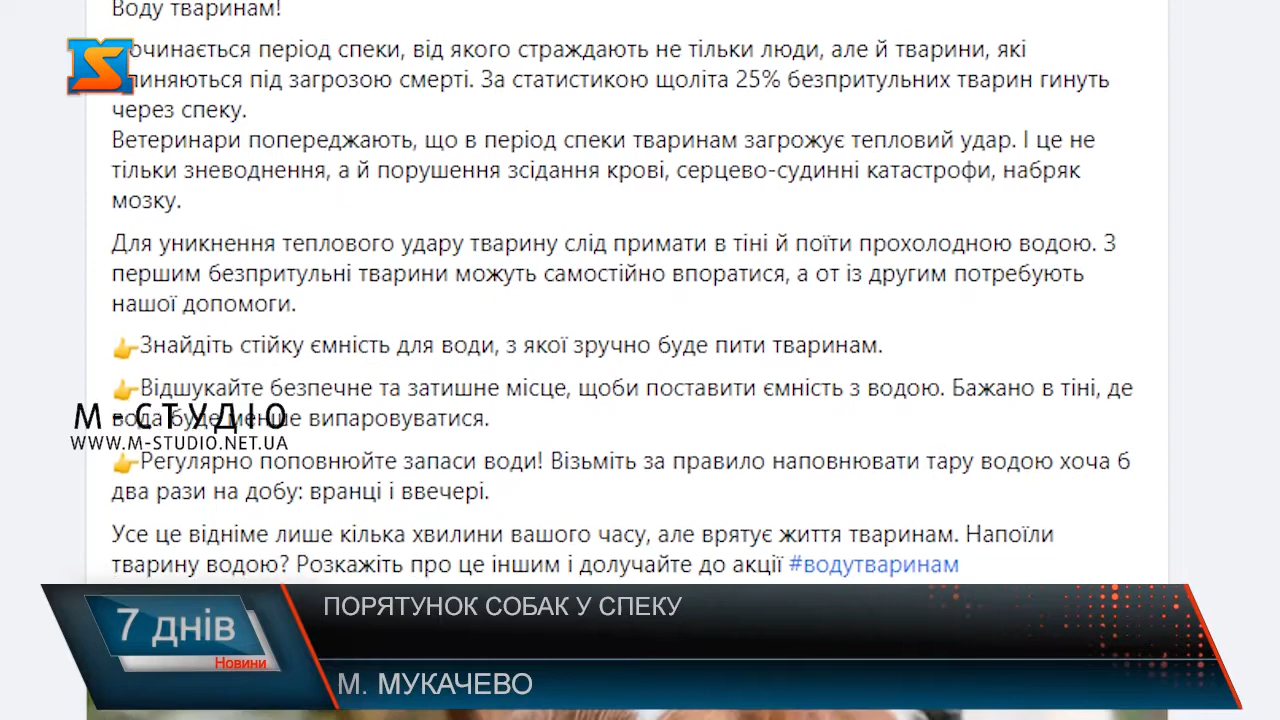 Воду тваринам!
очинається період спеки, від якого страждають не тільки люди, але й тварини, які
иняються під загрозою смерті. За статистикою щоліта 25% безпритульних тварин гинуть
через спеку.
Ветеринари попереджають, що в період спеки тваринам загрожує тепловий удар. І це не
тільки зневоднення, а й порушення зсідання крові, серцево-судинні катастрофи, набряк
мозку.
Для уникнення теплового удару тварину слід примати в тіні й поїти прохолодною водою. З
першим безпритульні тварини можуть самостійно впоратися, а от із другим потребують
нашої допомоги.
👉Знайдіть стійку ємність для води, з якої зручно буде пити тваринам.
👉Відшукайте безпечне та затишне місце, щоби поставити ємність з водою. Бажано в тіні, де
вода буде менше випаровуватися.
М-СТУДІО
WWW.M-STUDIO.NET.UA
👉Регулярно поповнюйте запаси води! Візьміть за правило наповнювати тару водою хоча б
два рази на добу: вранці і ввечері.
Усе це відніме лише кілька хвилини вашого часу, але врятує життя тваринам. Напоїли
тварину водою? Розкажіть про це іншим і долучайте до акції #водутваринам
7 днів
Новини
ПОРЯТУНОК СОБАК У СПЕКУ
М. МУКАЧЕВО